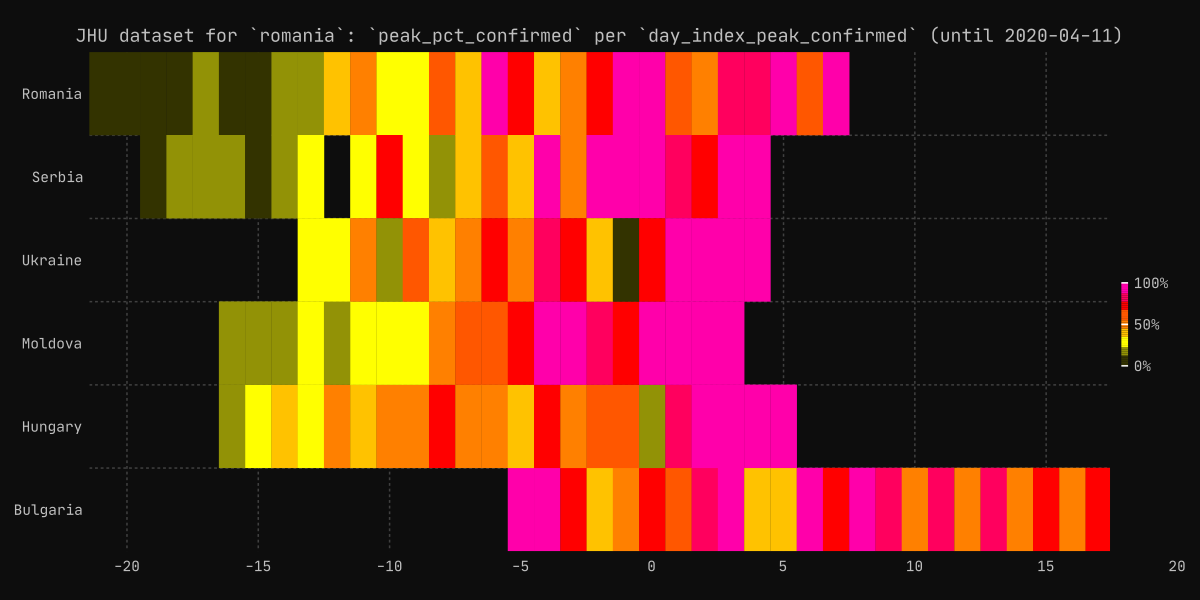 JHU dataset for `romania`: `peak_pct_confirmed` per `day_index_peak_confirmed` (until 2020-04-11)
Romania
Serbia
Ukraine
Moldova
Hungary
Bulgaria
100%
50%
0%
-20 -15 -10 -5 0 5 10 15 20